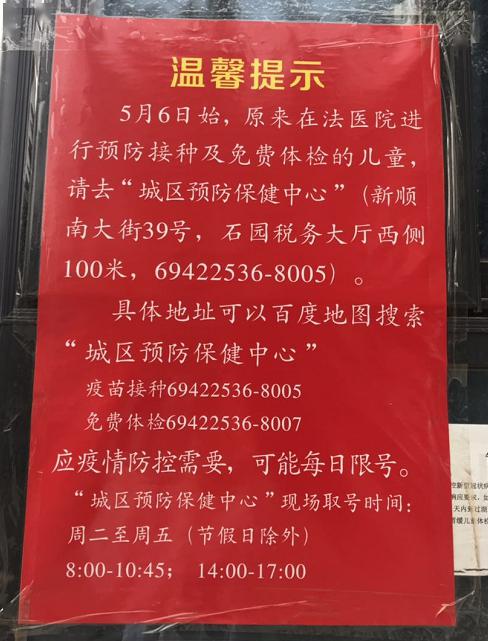 温馨提示
5月6日始，原来在法医院进
行预防接种及免费体检的儿童，
请去“城区预防保健中心”（新顺
南大街39号，石园税务大厅西侧
100米，69422536-8005）。
具体地址可以百度地图搜索
“城区预防保健中心”
疫苗接种69422536-8005
免费体检69422536-8007
应疫情防控需要，可能每日限号。
“城区预防保健中心”现场取号时间：
周二至周五（节假日除外）
8:00-10:45； 14:00-17:00